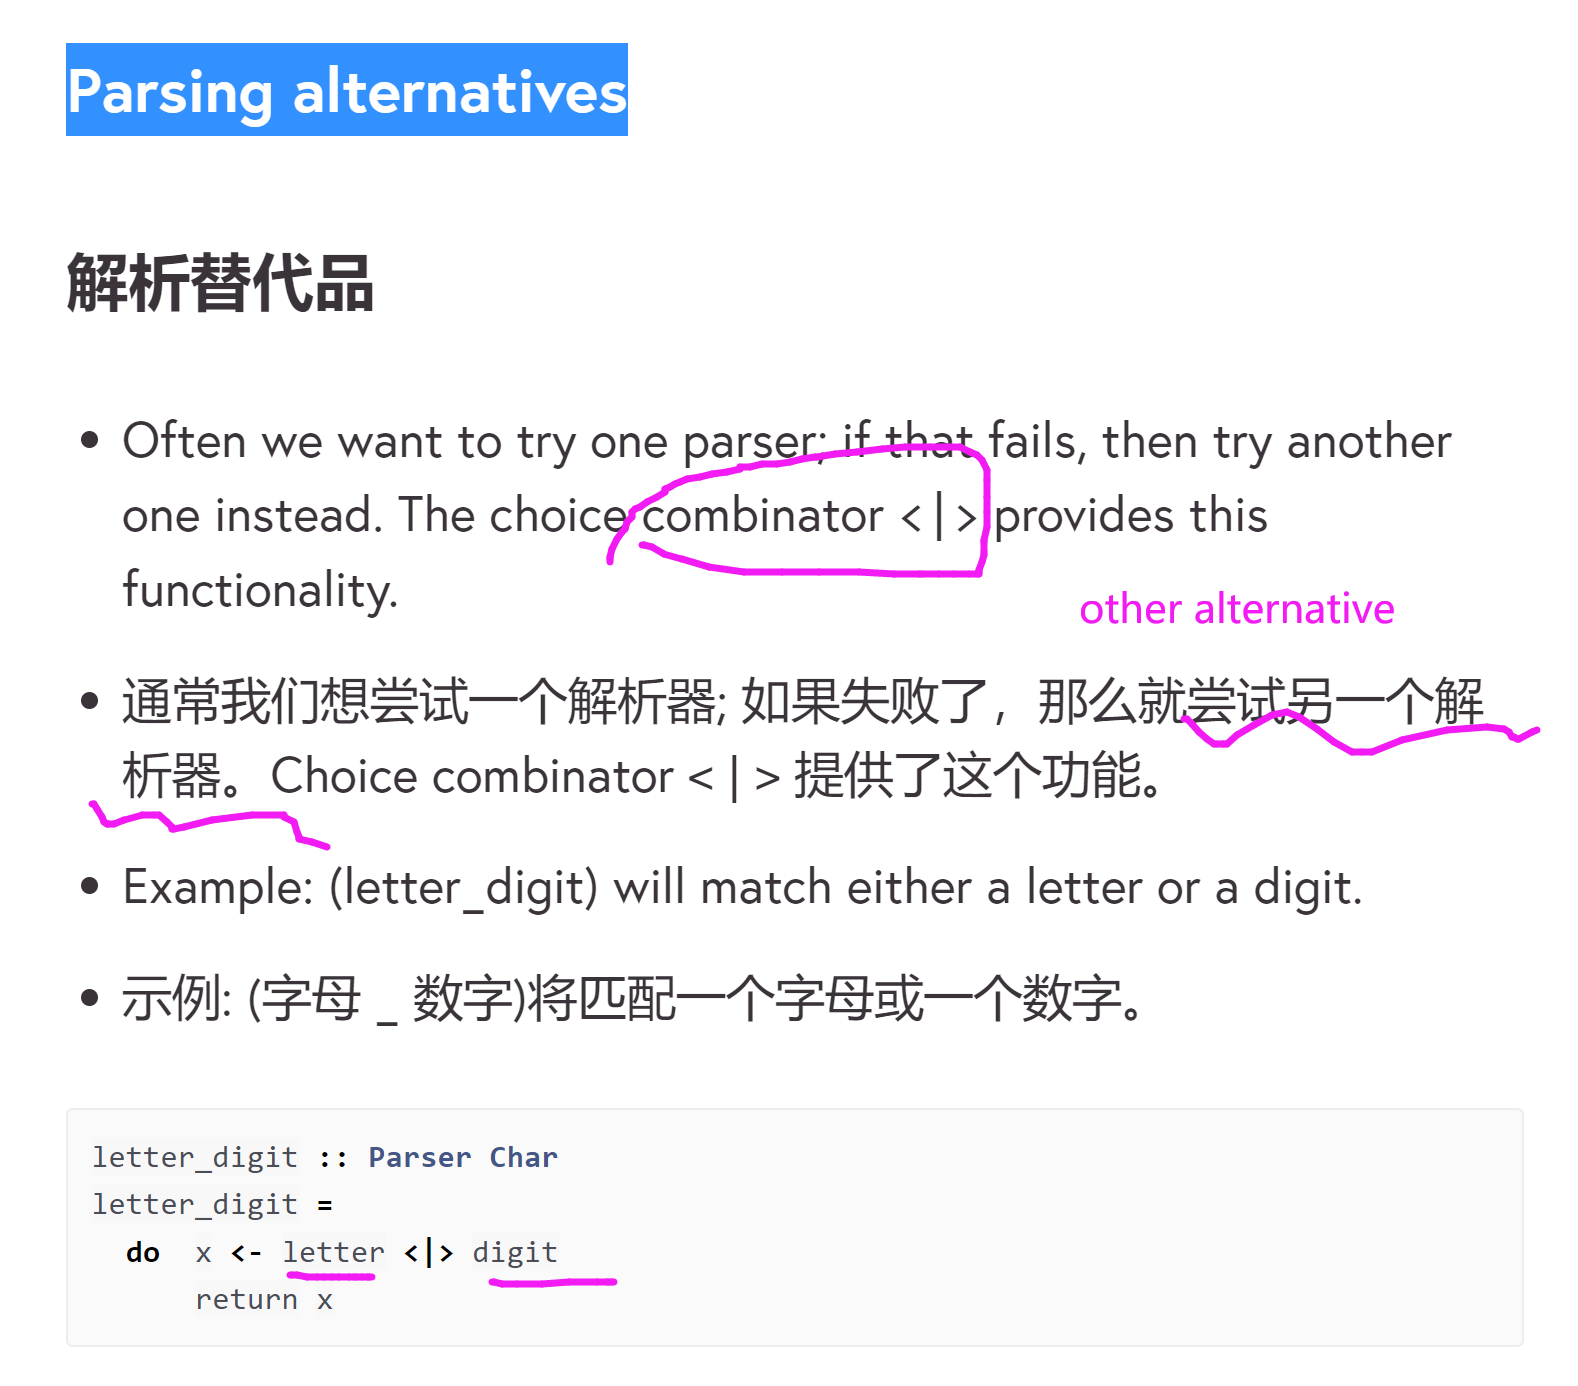 Parsing alternatives
解析替代品
• Often we want to try one parser; if that fails, then try another
one instead. The choice combinator <|> provides this
functionality.
other alternative
• 通常我们想尝试一个解析器; 如果失败了，那么就尝试另一个解
析器。Choice combinator < | > 提供了这个功能。
• Example: (letter_digit) will match either a letter or a digit.
• 示例: (字母 _ 数字)将匹配一个字母或一个数字。
letter_digit :: Parser Char
letter_digit =
  do  x <- letter <|> digit
      return x